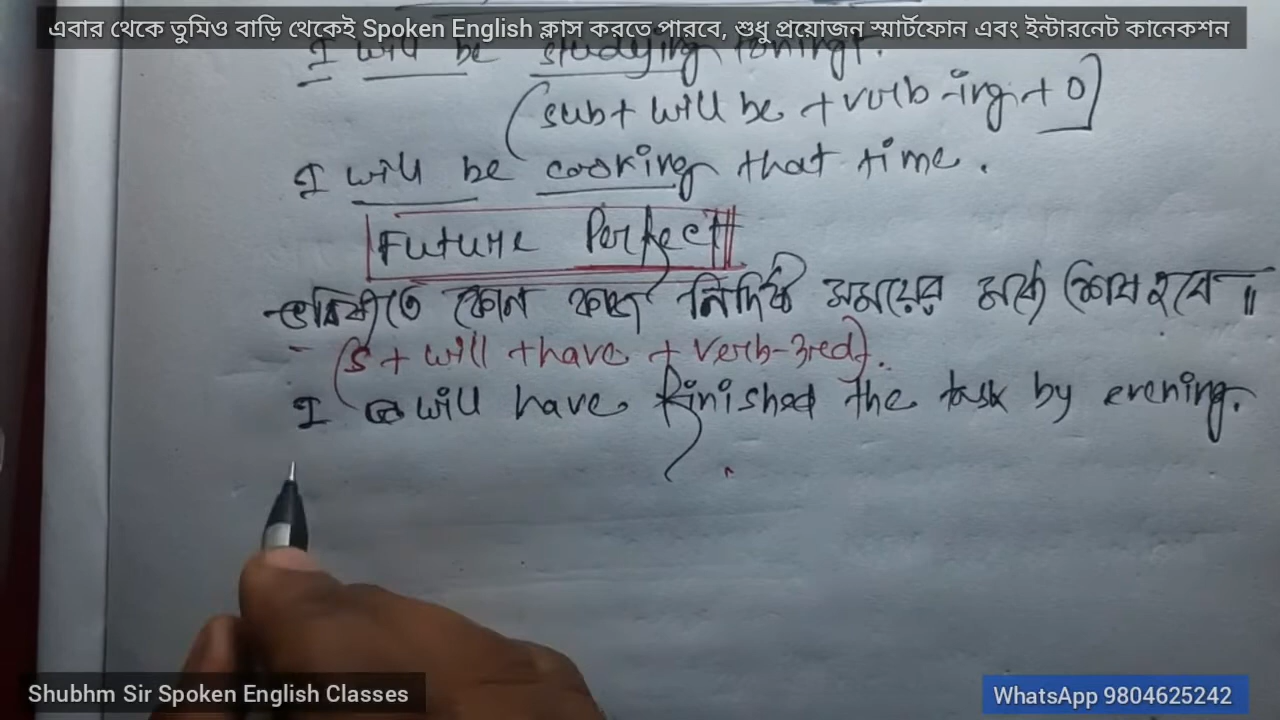 এবার থেকে তুমিও বাড়ি থেকেই Spoken English ক্লাস করতে পারবে, শুধু প্রয়োজন স্মার্টফোন এবং ইন্টারনেট কানেকশন
I will be studying
(sub + will be + verb-ing + O)
I will be cooking that time.
Future Perfect
ভবিষ্যতে কোন কাজ নির্দিষ্ট সময়ের মধ্যে শেষ হবে॥
(S + will + have + verb-3rd).
I will have finished the task by evening.
Shubhm Sir Spoken English Classes
WhatsApp 9804625242